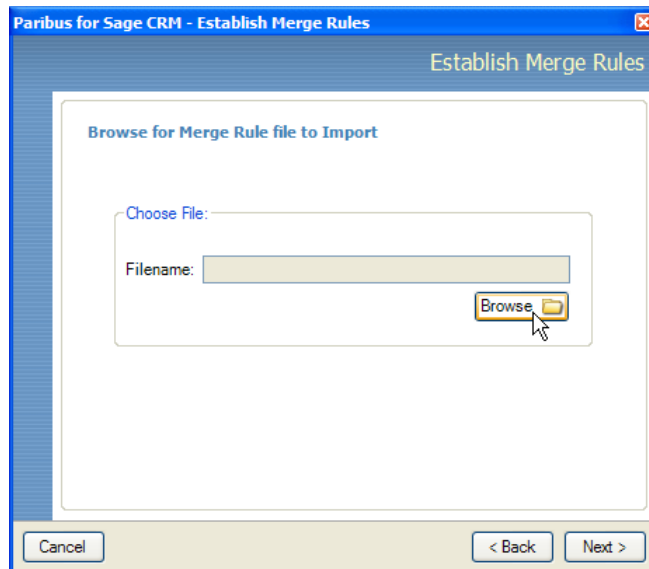 Paribus for Sage CRM - Establish Merge Rules
Establish Merge Rules
Browse for Merge Rule file to Import
Choose File:
Filename:
Browse
Cancel
< Back
Next >